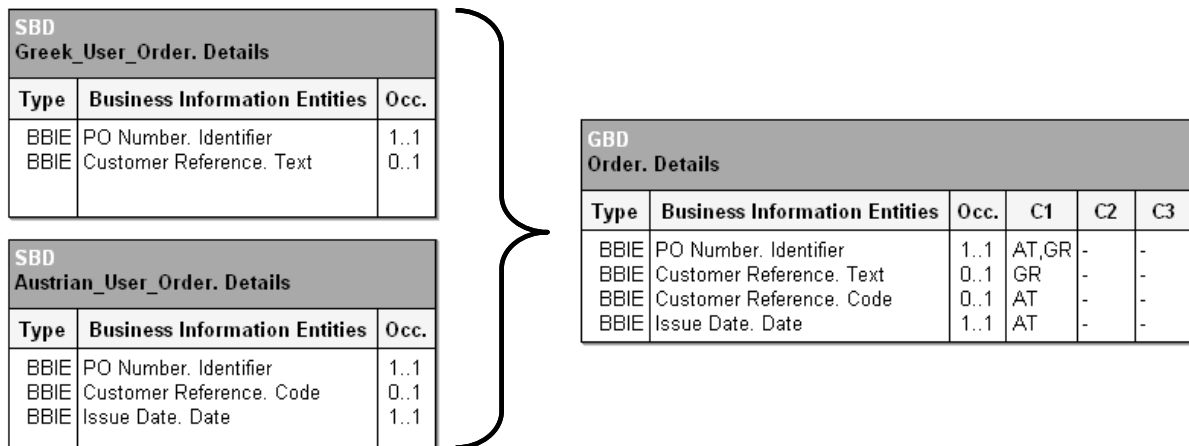 SBD
Greek_User_Order. Details
Type Business Information Entities Occ.
BBIE PO Number. Identifier 1..1
BBIE Customer Reference. Text 0..1
SBD
Austrian_User_Order. Details
Type Business Information Entities Occ.
BBIE PO Number. Identifier 1..1
BBIE Customer Reference. Code 0..1
BBIE Issue Date. Date 1..1
GBD
Order. Details
Type Business Information Entities Occ. C1 C2 C3
BBIE PO Number. Identifier 1..1 AT,GR - -
BBIE Customer Reference. Text 0..1 GR - -
BBIE Customer Reference. Code 0..1 AT - -
BBIE Issue Date. Date 1..1 AT - -